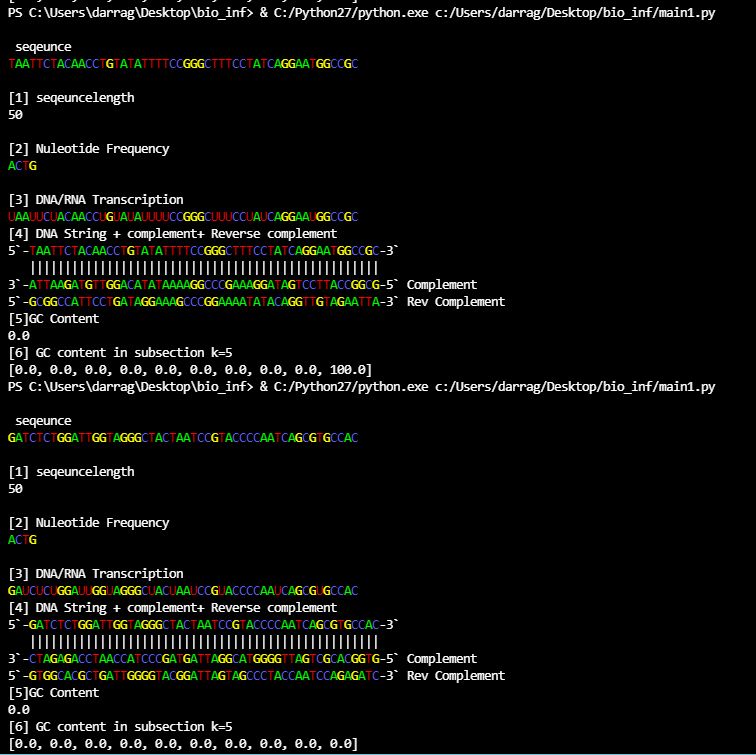 PS C:\Users\darrag\Desktop\bio_inf> & C:/Python27/python.exe c:/Users/darrag/Desktop/bio_inf/main1.py
seqeunce
TAATTCTACAACCTGTATATTTTCCGGGCTTTCCTATCAGGAATGGCCGC
[1] seqeuncelength
50
[2] Nuleotide Frequency
ACTG
[3] DNA/RNA Transcription
UAAUUCUACAACCUGUAUAUUUUCCGGGCUUUCCUAUCAGGAAUGGCCGC
[4] DNA String + complement+ Reverse complement
5`-TAATTCTACAACCTGTATATTTTCCGGGCTTTCCTATCAGGAATGGCCGC-3`
||||||||||||||||||||||||||||||||||||||||||||||||||
3`-ATTAAGATGTTGGACATATAAAAGGCCCGAAAGGATAGTCCTTACCGGCG-5` Complement
5`-GCGGCCATTCCTGATAGGAAAGCCCGGAAAATATACAGGTTGTAGAATTA-3` Rev Complement
[5]GC Content
0.0
[6] GC content in subsection k=5
[0.0, 0.0, 0.0, 0.0, 0.0, 0.0, 0.0, 0.0, 0.0, 100.0]
PS C:\Users\darrag\Desktop\bio_inf> & C:/Python27/python.exe c:/Users/darrag/Desktop/bio_inf/main1.py
seqeunce
GATCTCTGGATTGGTAGGGCTACTAATCCGTACCCCAATCAGCGTGCCAC
[1] seqeuncelength
50
[2] Nuleotide Frequency
ACTG
[3] DNA/RNA Transcription
GAUCUCUGGAUUGGUAGGGCUACUAAUCCGUACCCCAAUCAGCGUGCCAC
[4] DNA String + complement+ Reverse complement
5`-GATCTCTGGATTGGTAGGGCTACTAATCCGTACCCCAATCAGCGTGCCAC-3`
||||||||||||||||||||||||||||||||||||||||||||||||||
3`-CTAGAGACCTAACCATCCCGATGATTAGGCATGGGGTTAGTCGCACGGTG-5` Complement
5`-GTGGCACGCTGATTGGGGTACGGATTAGTAGCCCTACCAATCCAGAGATC-3` Rev Complement
[5]GC Content
0.0
[6] GC content in subsection k=5
[0.0, 0.0, 0.0, 0.0, 0.0, 0.0, 0.0, 0.0, 0.0, 0.0]